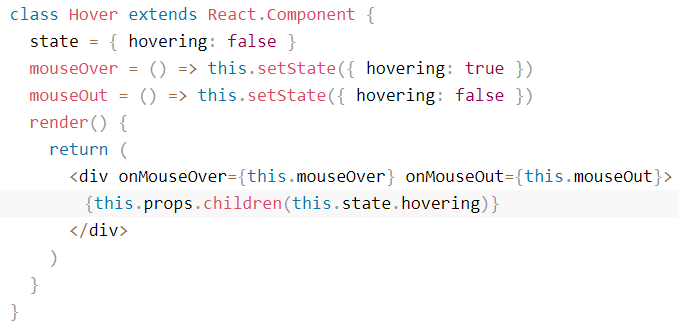 class Hover extends React.Component {
  state = { hovering: false }
  mouseOver = () => this.setState({ hovering: true })
  mouseOut = () => this.setState({ hovering: false })
  render() {
    return (
      <div onMouseOver={this.mouseOver} onMouseOut={this.mouseOut}>
        {this.props.children(this.state.hovering)}
      </div>
    )
  }
}